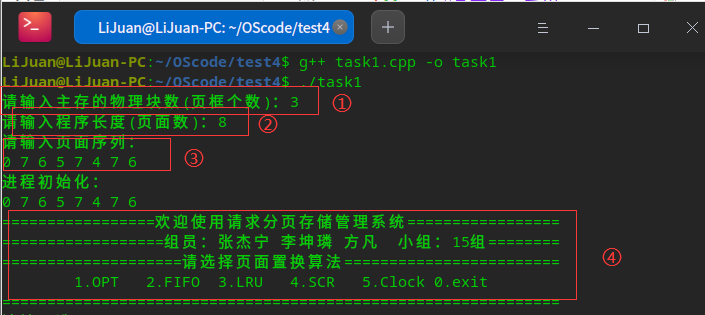 LiJuan@LiJuan-PC: ~/OScode/test4
LiJuan@LiJuan-PC:~/OScode/test4$ g++ task1.cpp -o task1
LiJuan@LiJuan-PC:~/OScode/test4$ ./task1
请输入主存的物理块数(页框个数): 3 ①
请输入程序长度(页面数): 8 ②
请输入页面序列:
0 7 6 5 7 4 7 6 ③
进程初始化:
0 7 6 5 7 4 7 6
=================欢迎使用请求分页存储管理系统=================
==================组员: 张杰宁 李坤璘 方凡 小组: 15组========
====================请选择页面置换算法======================== ④
1.OPT 2.FIFO 3.LRU 4.SCR 5.Clock 0.exit
==============================================================